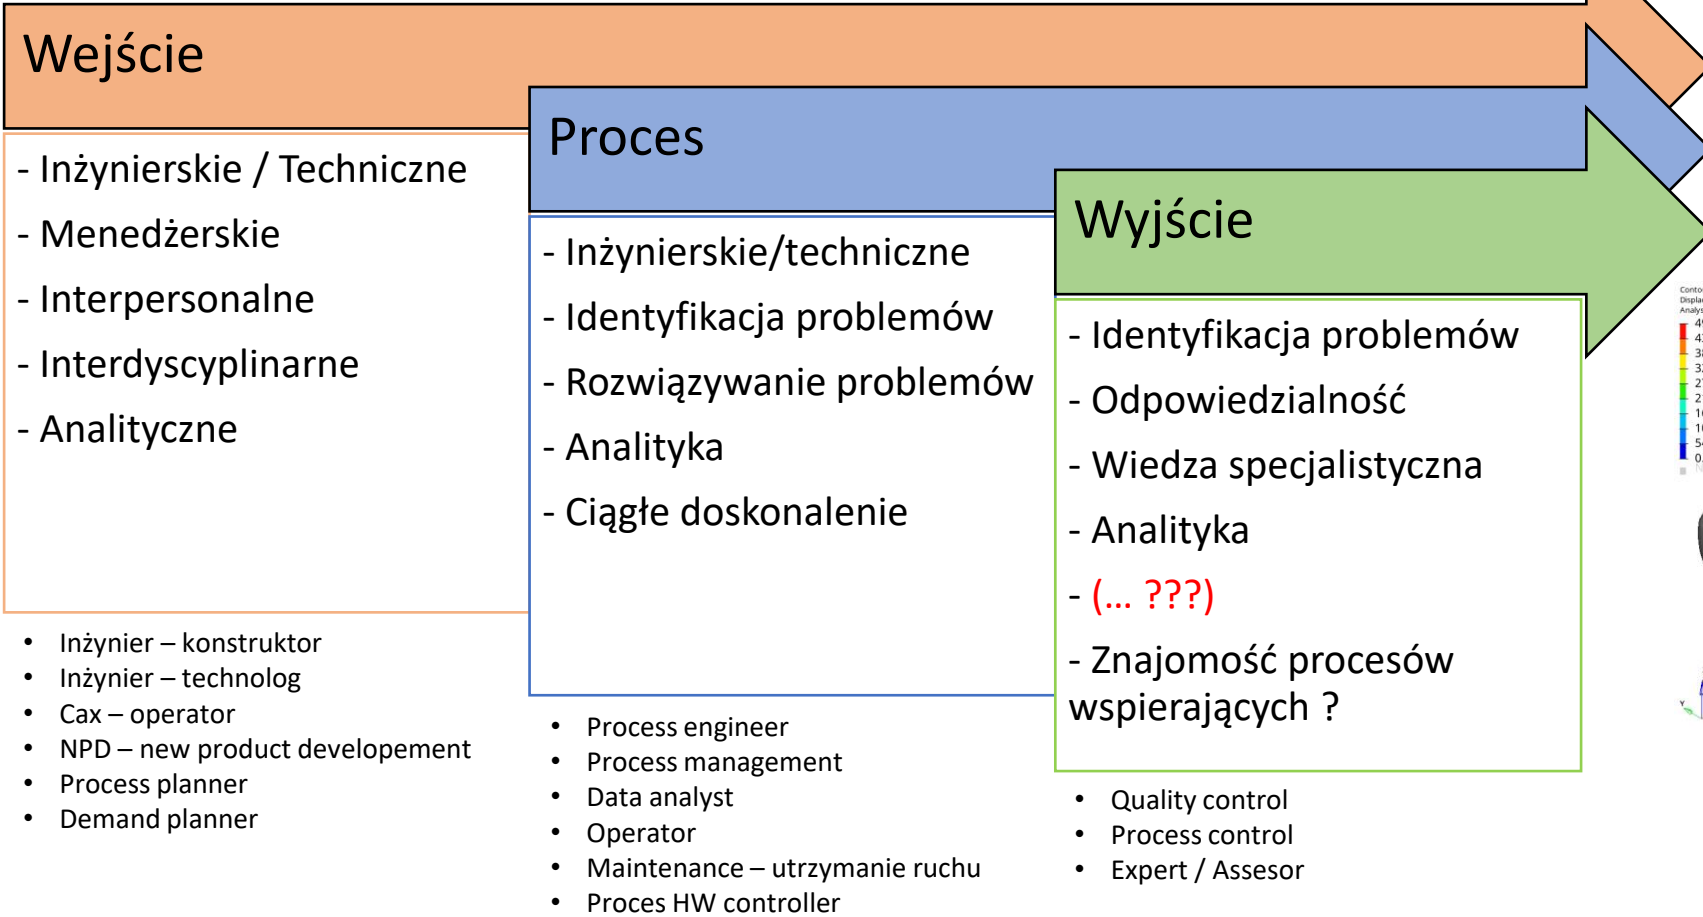 Wejście
- Inżynierskie / Techniczne
- Menedżerskie
- Interpersonalne
- Interdyscyplinarne
- Analityczne
• Inżynier – konstruktor
• Inżynier – technolog
• Cax – operator
• NPD – new product developement
• Process planner
• Demand planner
Proces
- Inżynierskie/techniczne
- Identyfikacja problemów
- Rozwiązywanie problemów
- Analityka
- Ciągłe doskonalenie
• Process engineer
• Process management
• Data analyst
• Operator
• Maintenance – utrzymanie ruchu
• Proces HW controller
Wyjście
- Identyfikacja problemów
- Odpowiedzialność
- Wiedza specjalistyczna
- Analityka
- (... ???)
- Znajomość procesów
wspierających ?
• Quality control
• Process control
• Expert / Assesor